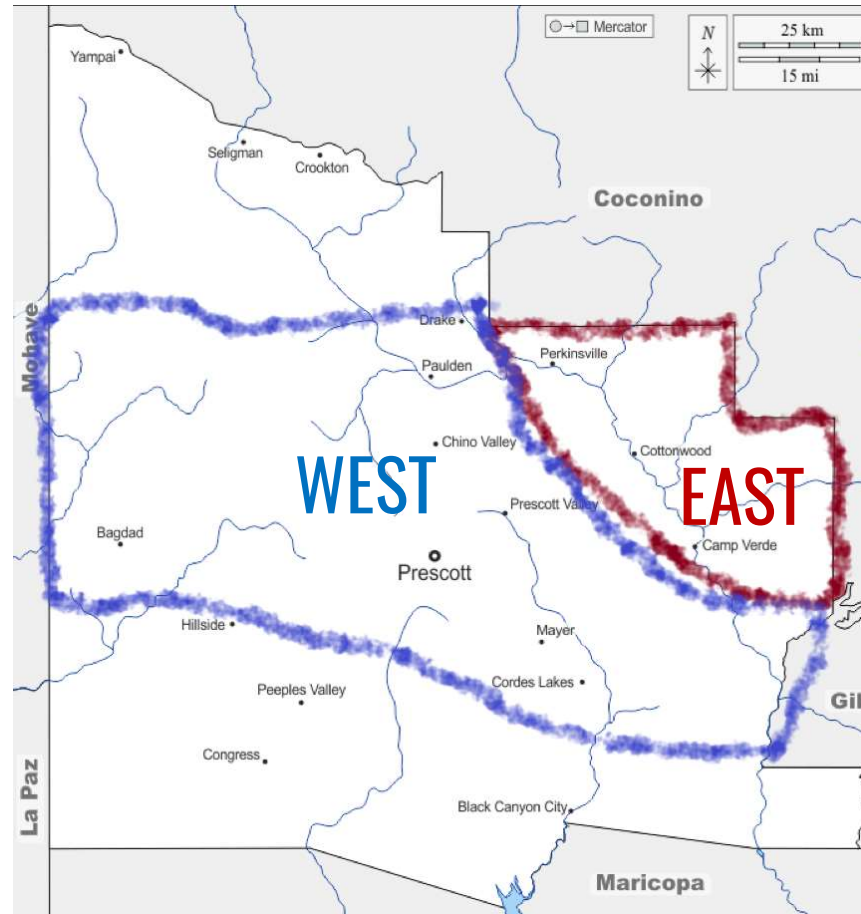 Mercator
N
25 km
15 mi
Yampai
Seligman
Crookton
Coconino
Mohave
Drake
Perkinsville
Paulden
Chino Valley
Cottonwood
WEST
EAST
Prescott Valley
Bagdad
Camp Verde
Prescott
Hillside
Mayer
Cordes Lakes
Peeples Valley
Gil
Congress
La Paz
Black Canyon City
Maricopa